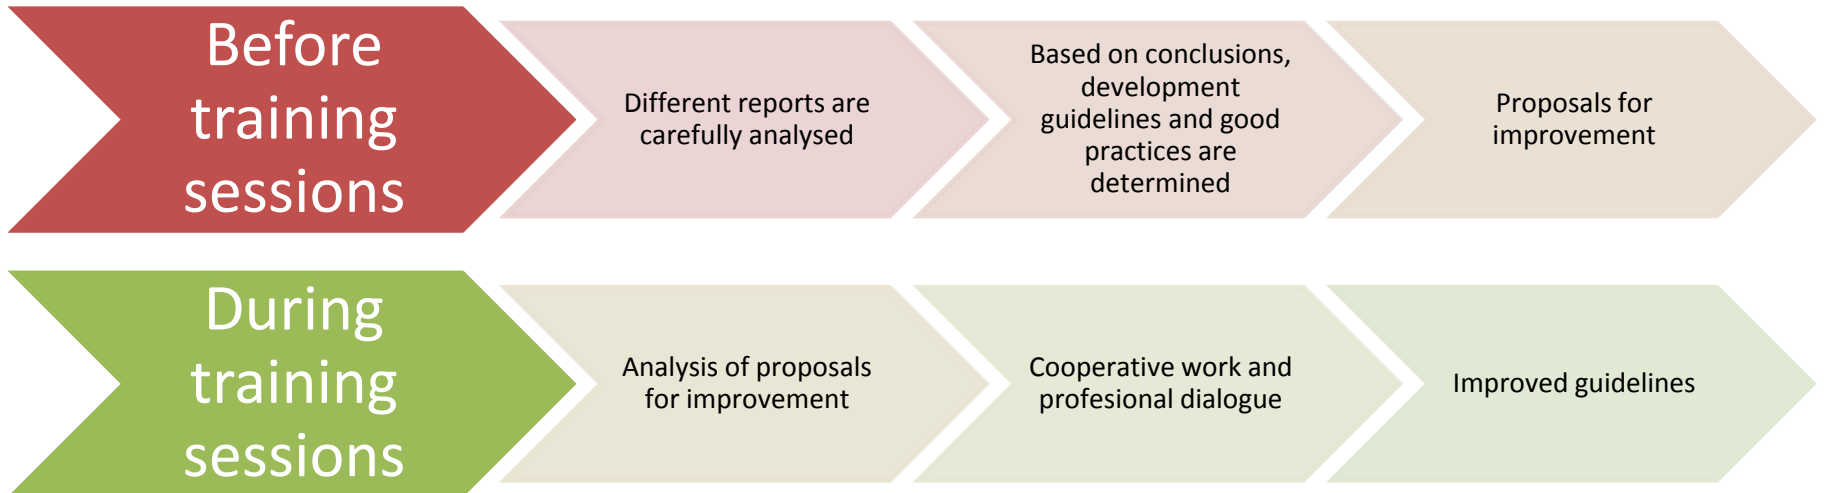 Before
training
sessions
Different reports are
carefully analysed
Based on conclusions,
development
guidelines and good
practices are
determined
Proposals for
improvement
During
training
sessions
Analysis of proposals
for improvement
Cooperative work and
profesional dialogue
Improved guidelines